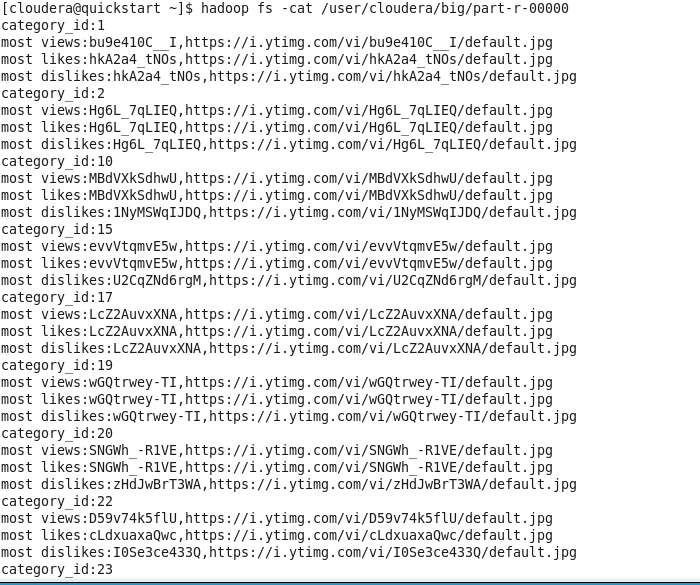 [cloudera@quickstart ~]$ hadoop fs -cat /user/cloudera/big/part-r-00000
category_id:1
most views:bu9e410C__I,https://i.ytimg.com/vi/bu9e410C__I/default.jpg
most likes:hkA2a4_tNOs,https://i.ytimg.com/vi/hkA2a4_tNOs/default.jpg
most dislikes:hkA2a4_tNOs,https://i.ytimg.com/vi/hkA2a4_tNOs/default.jpg
category_id:2
most views:Hg6L_7qLIEQ,https://i.ytimg.com/vi/Hg6L_7qLIEQ/default.jpg
most likes:Hg6L_7qLIEQ,https://i.ytimg.com/vi/Hg6L_7qLIEQ/default.jpg
most dislikes:Hg6L_7qLIEQ,https://i.ytimg.com/vi/Hg6L_7qLIEQ/default.jpg
category_id:10
most views:MBdVXkSdhwU,https://i.ytimg.com/vi/MBdVXkSdhwU/default.jpg
most likes:MBdVXkSdhwU,https://i.ytimg.com/vi/MBdVXkSdhwU/default.jpg
most dislikes:1NyMSWqIJDQ,https://i.ytimg.com/vi/1NyMSWqIJDQ/default.jpg
category_id:15
most views:evvVtqmvE5w,https://i.ytimg.com/vi/evvVtqmvE5w/default.jpg
most likes:evvVtqmvE5w,https://i.ytimg.com/vi/evvVtqmvE5w/default.jpg
most dislikes:U2CqZNd6rgM,https://i.ytimg.com/vi/U2CqZNd6rgM/default.jpg
category_id:17
most views:LcZ2AuvxXNA,https://i.ytimg.com/vi/LcZ2AuvxXNA/default.jpg
most likes:LcZ2AuvxXNA,https://i.ytimg.com/vi/LcZ2AuvxXNA/default.jpg
most dislikes:LcZ2AuvxXNA,https://i.ytimg.com/vi/LcZ2AuvxXNA/default.jpg
category_id:19
most views:wGQtrwey-TI,https://i.ytimg.com/vi/wGQtrwey-TI/default.jpg
most likes:wGQtrwey-TI,https://i.ytimg.com/vi/wGQtrwey-TI/default.jpg
most dislikes:wGQtrwey-TI,https://i.ytimg.com/vi/wGQtrwey-TI/default.jpg
category_id:20
most views:SNGWh_-R1VE,https://i.ytimg.com/vi/SNGWh_-R1VE/default.jpg
most likes:SNGWh_-R1VE,https://i.ytimg.com/vi/SNGWh_-R1VE/default.jpg
most dislikes:zHdJwBrT3WA,https://i.ytimg.com/vi/zHdJwBrT3WA/default.jpg
category_id:22
most views:D59v74k5flU,https://i.ytimg.com/vi/D59v74k5flU/default.jpg
most likes:cLdxuaxaQwc,https://i.ytimg.com/vi/cLdxuaxaQwc/default.jpg
most dislikes:I0Se3ce433Q,https://i.ytimg.com/vi/I0Se3ce433Q/default.jpg
category_id:23